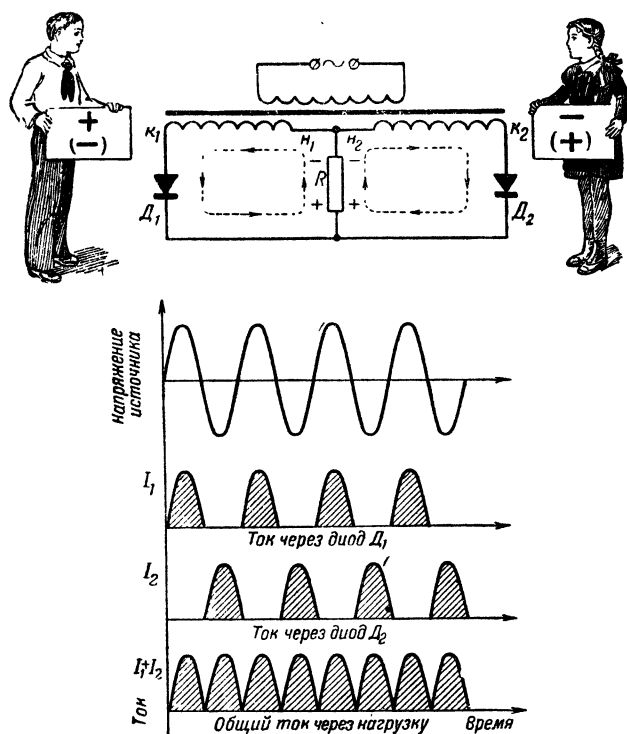 +
(−)
~
−
(+)
К₁
Н₁
Н₂
К₂
−
−
R
+
+
Д₁
Д₂
Напряжение
источника
I₁
Ток через диод Д₁
I₂
Ток через диод Д₂
I₁+I₂
Ток
Общий ток через нагрузку
Время